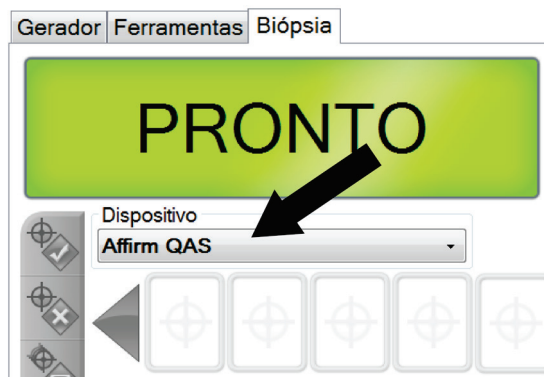 Gerador Ferramentas Biópsia
PRONTO
Dispositivo
Affirm QAS